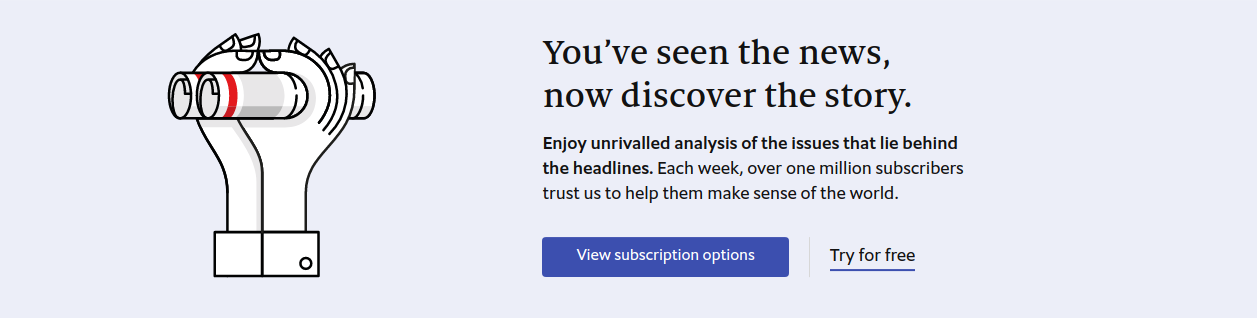 You’ve seen the news,
now discover the story.
Enjoy unrivalled analysis of the issues that lie behind
the headlines. Each week, over one million subscribers
trust us to help them make sense of the world.
View subscription options
Try for free